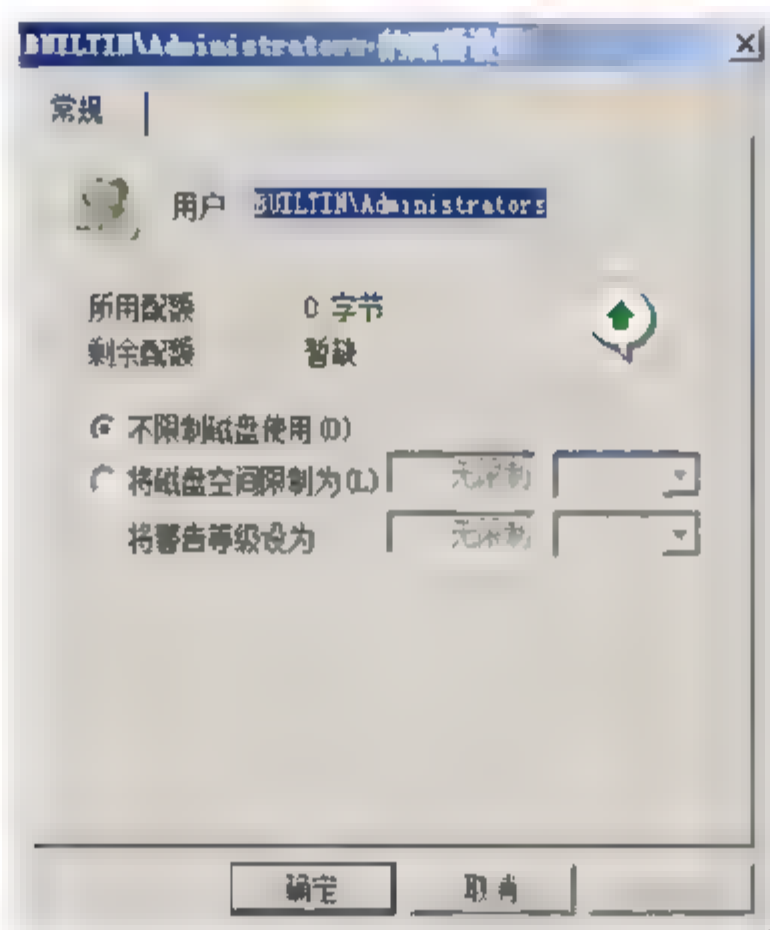 BUILTIN\Administrators
常规
用户 BUILTIN\Administrators
所用配额 0 字节
剩余配额 暂缺
不限制磁盘使用(D)
将磁盘空间限制为(L) 无限制
将警告等级设为 无限制
确定 取消